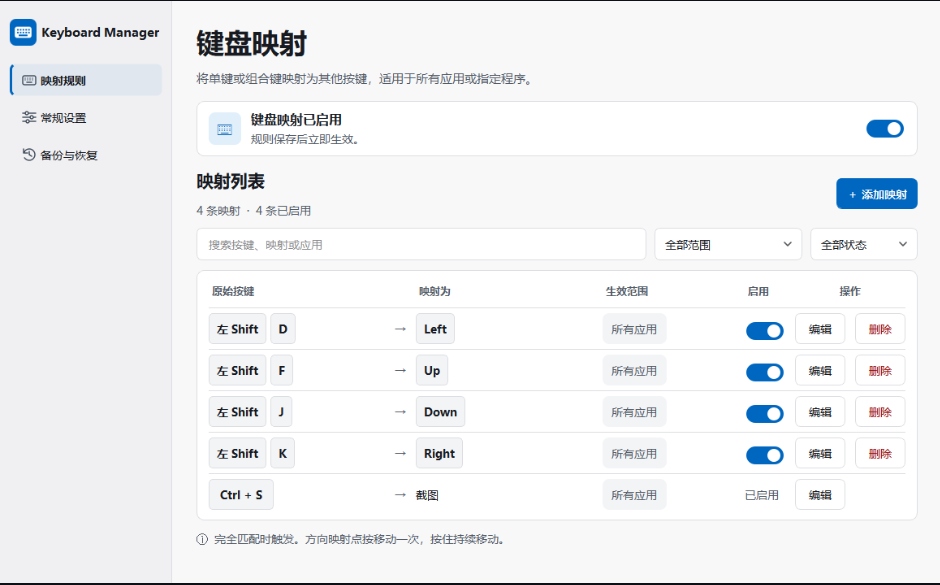 Keyboard Manager
映射规则
常规设置
备份与恢复
键盘映射
将单键或组合键映射为其他按键，适用于所有应用或指定程序。
键盘映射已启用
规则保存后立即生效。
映射列表
4 条映射 · 4 条已启用
+ 添加映射
搜索按键、映射或应用
全部范围
全部状态
原始按键 映射为 生效范围 启用 操作
左 Shift D → Left 所有应用 编辑 删除
左 Shift F → Up 所有应用 编辑 删除
左 Shift J → Down 所有应用 编辑 删除
左 Shift K → Right 所有应用 编辑 删除
Ctrl + S → 截图 所有应用 已启用 编辑
完全匹配时触发。方向映射点按移动一次，按住持续移动。